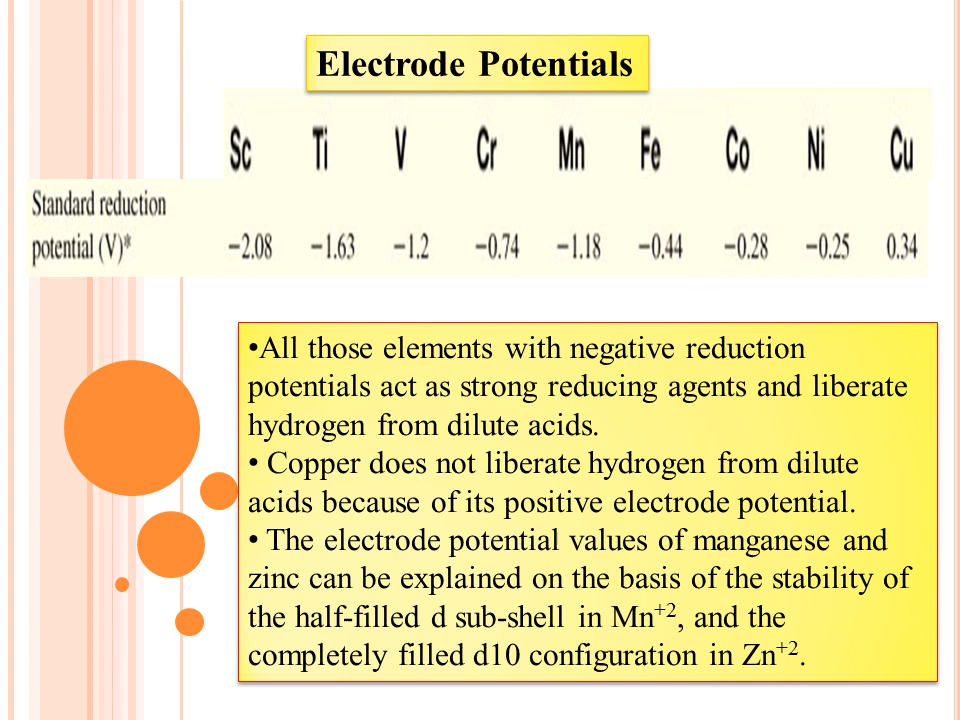 Electrode Potentials
Sc Ti V Cr Mn Fe Co Ni Cu
Standard reduction
potential (V)* −2.08 −1.63 −1.2 −0.74 −1.18 −0.44 −0.28 −0.25 0.34
•All those elements with negative reduction
potentials act as strong reducing agents and liberate
hydrogen from dilute acids.
• Copper does not liberate hydrogen from dilute
acids because of its positive electrode potential.
• The electrode potential values of manganese and
zinc can be explained on the basis of the stability of
the half-filled d sub-shell in Mn⁺², and the
completely filled d10 configuration in Zn⁺².